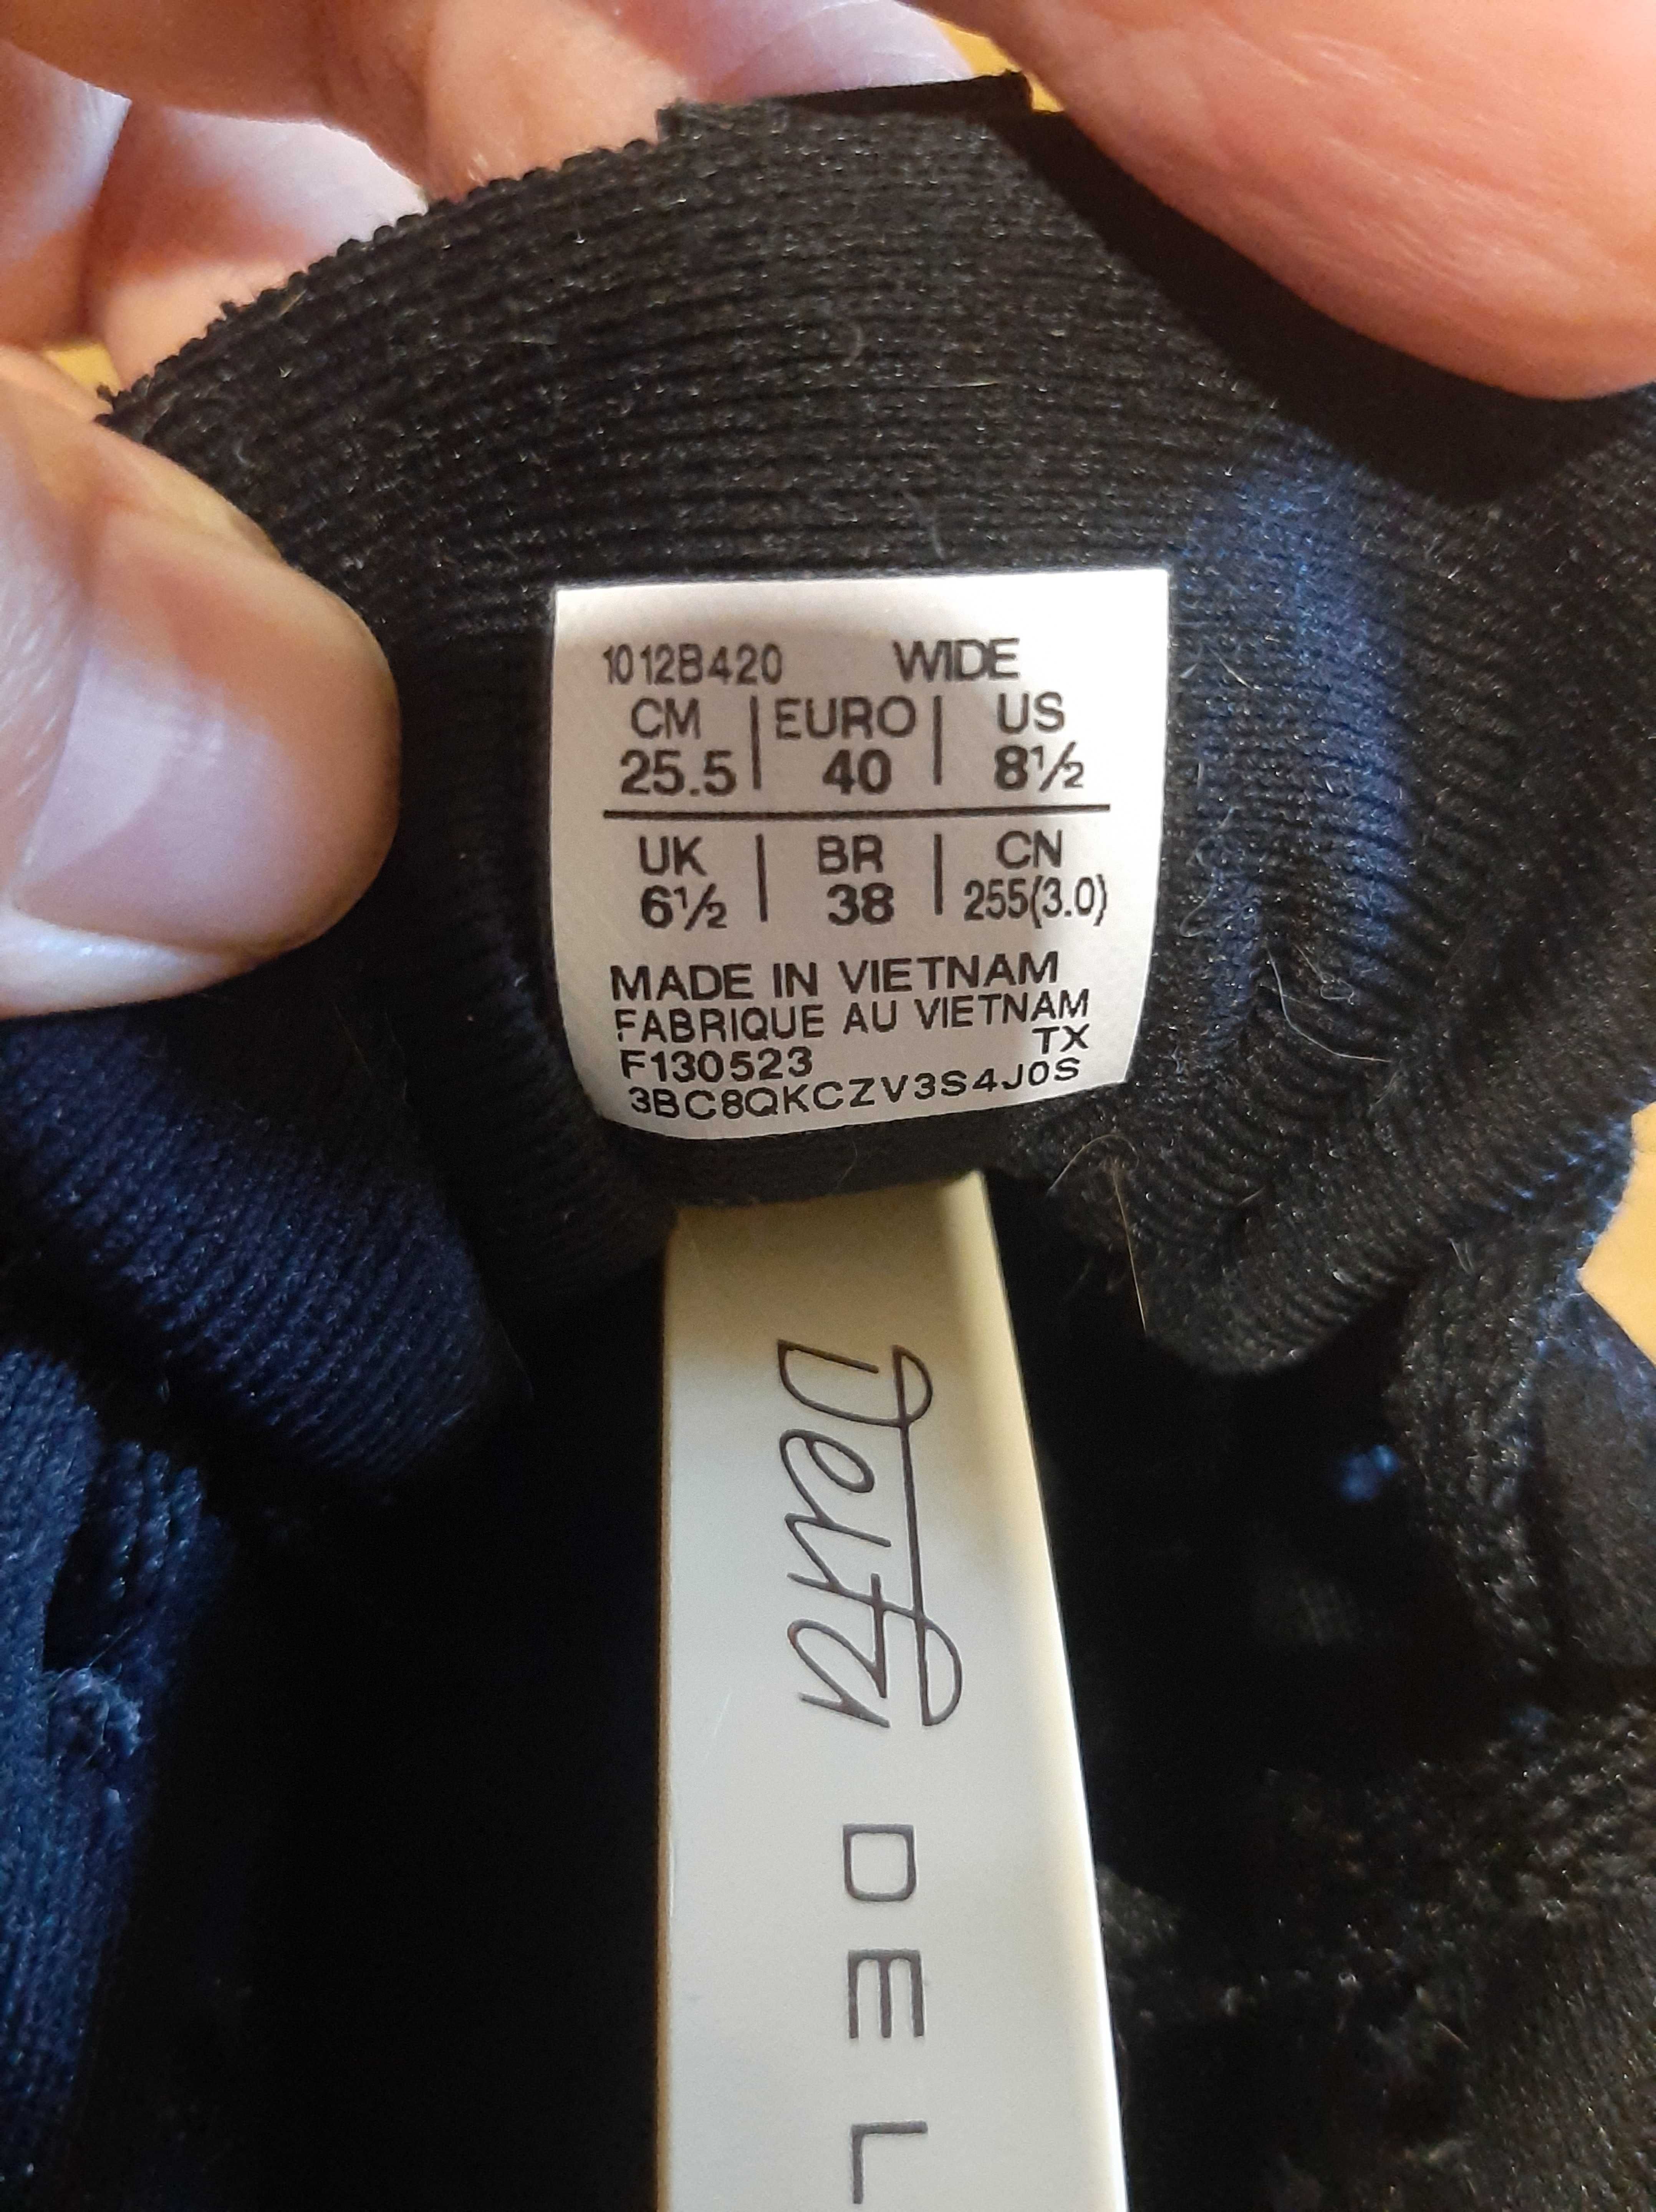 1012B420 WIDE
CM | EURO | US
25.5 | 40 | 8½
UK | BR | CN
6½ | 38 | 255(3.0)
MADE IN VIETNAM
FABRIQUE AU VIETNAM
TX
F130523
3BC8QKCZV3S4J0S
Delfa DEL